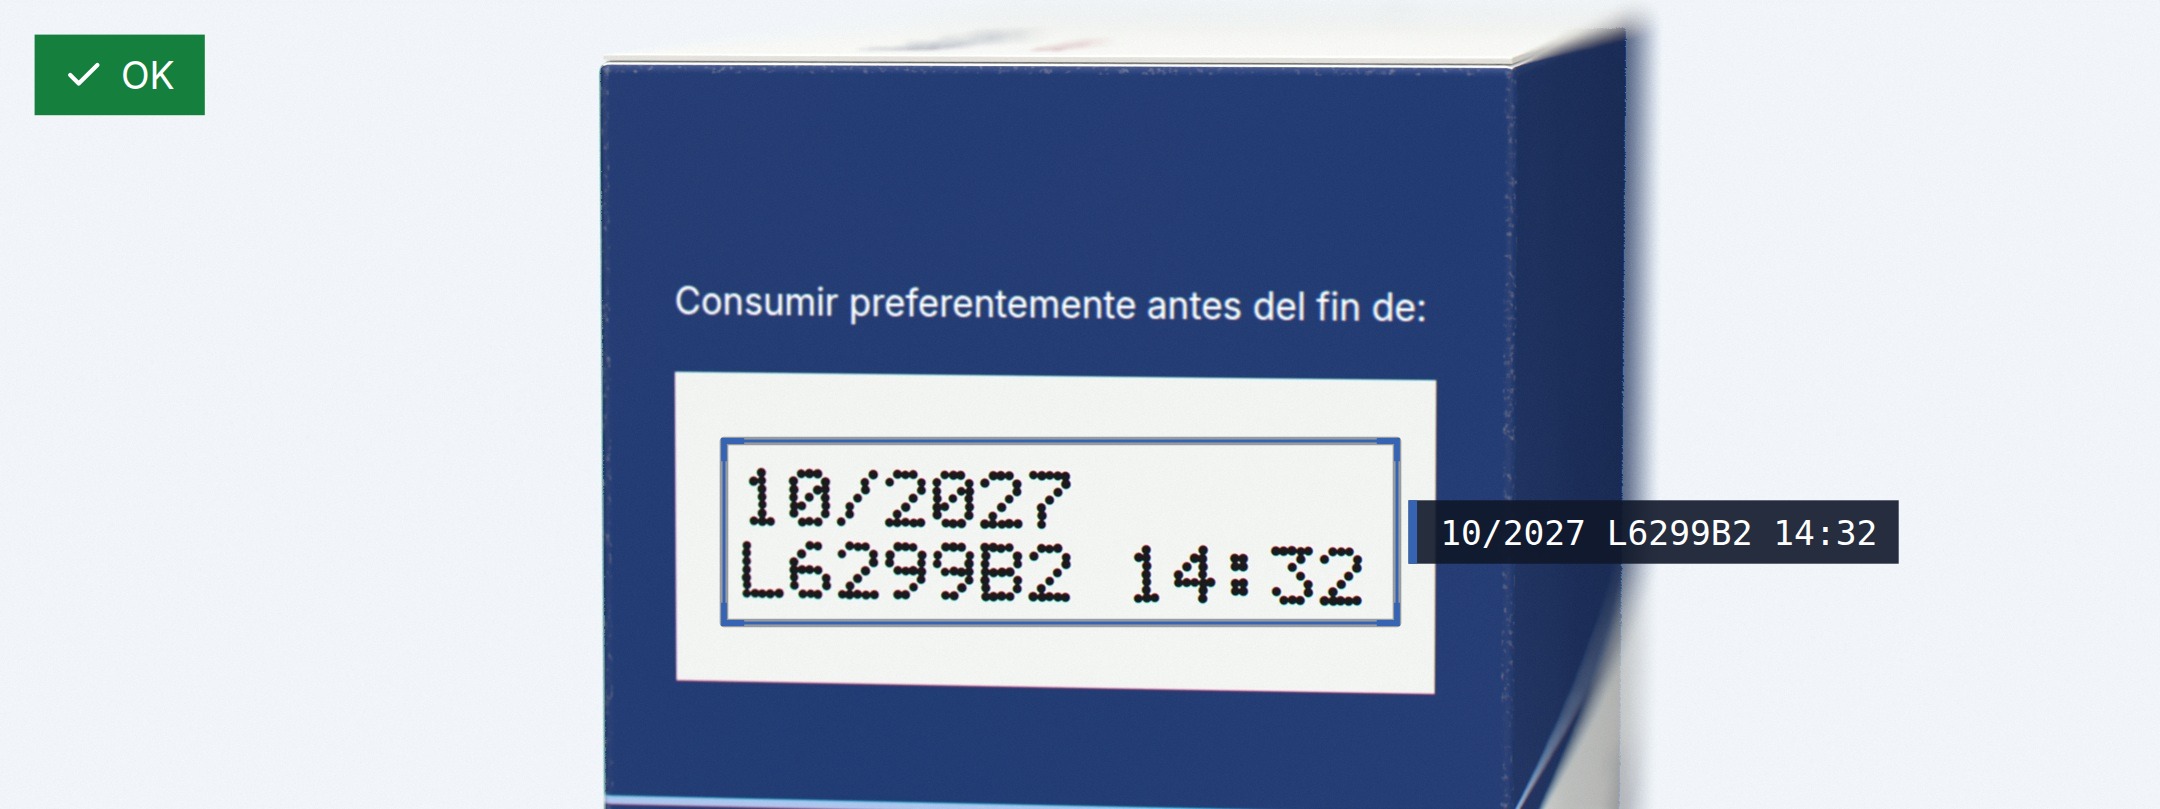 OK
Consumir preferentemente antes del fin de:
10/2027
L6299B2 14:32
10/2027 L6299B2 14:32